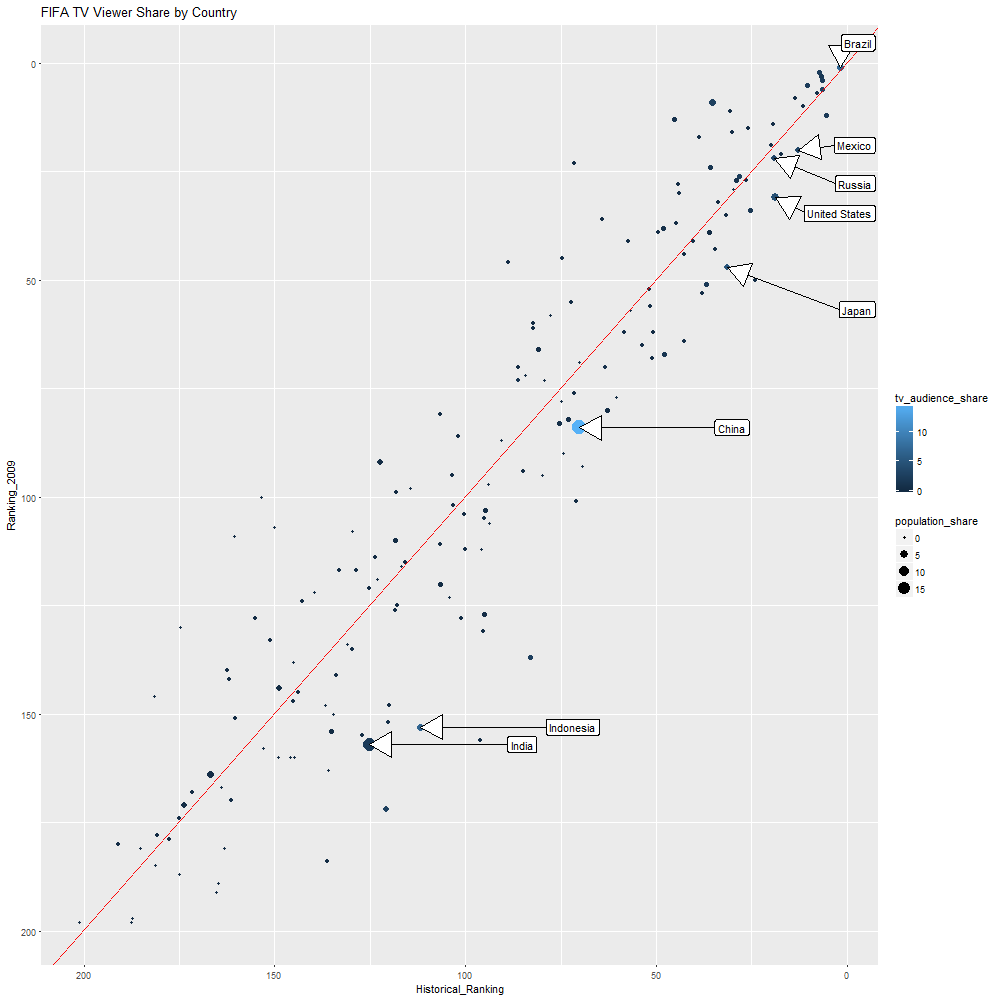 FIFA TV Viewer Share by Country
Brazil
Mexico
Russia
United States
Japan
China
Indonesia
India
0
50
100
150
200
Ranking_2009
200
150
100
50
0
Historical_Ranking
tv_audience_share
10
5
0
population_share
0
5
10
15